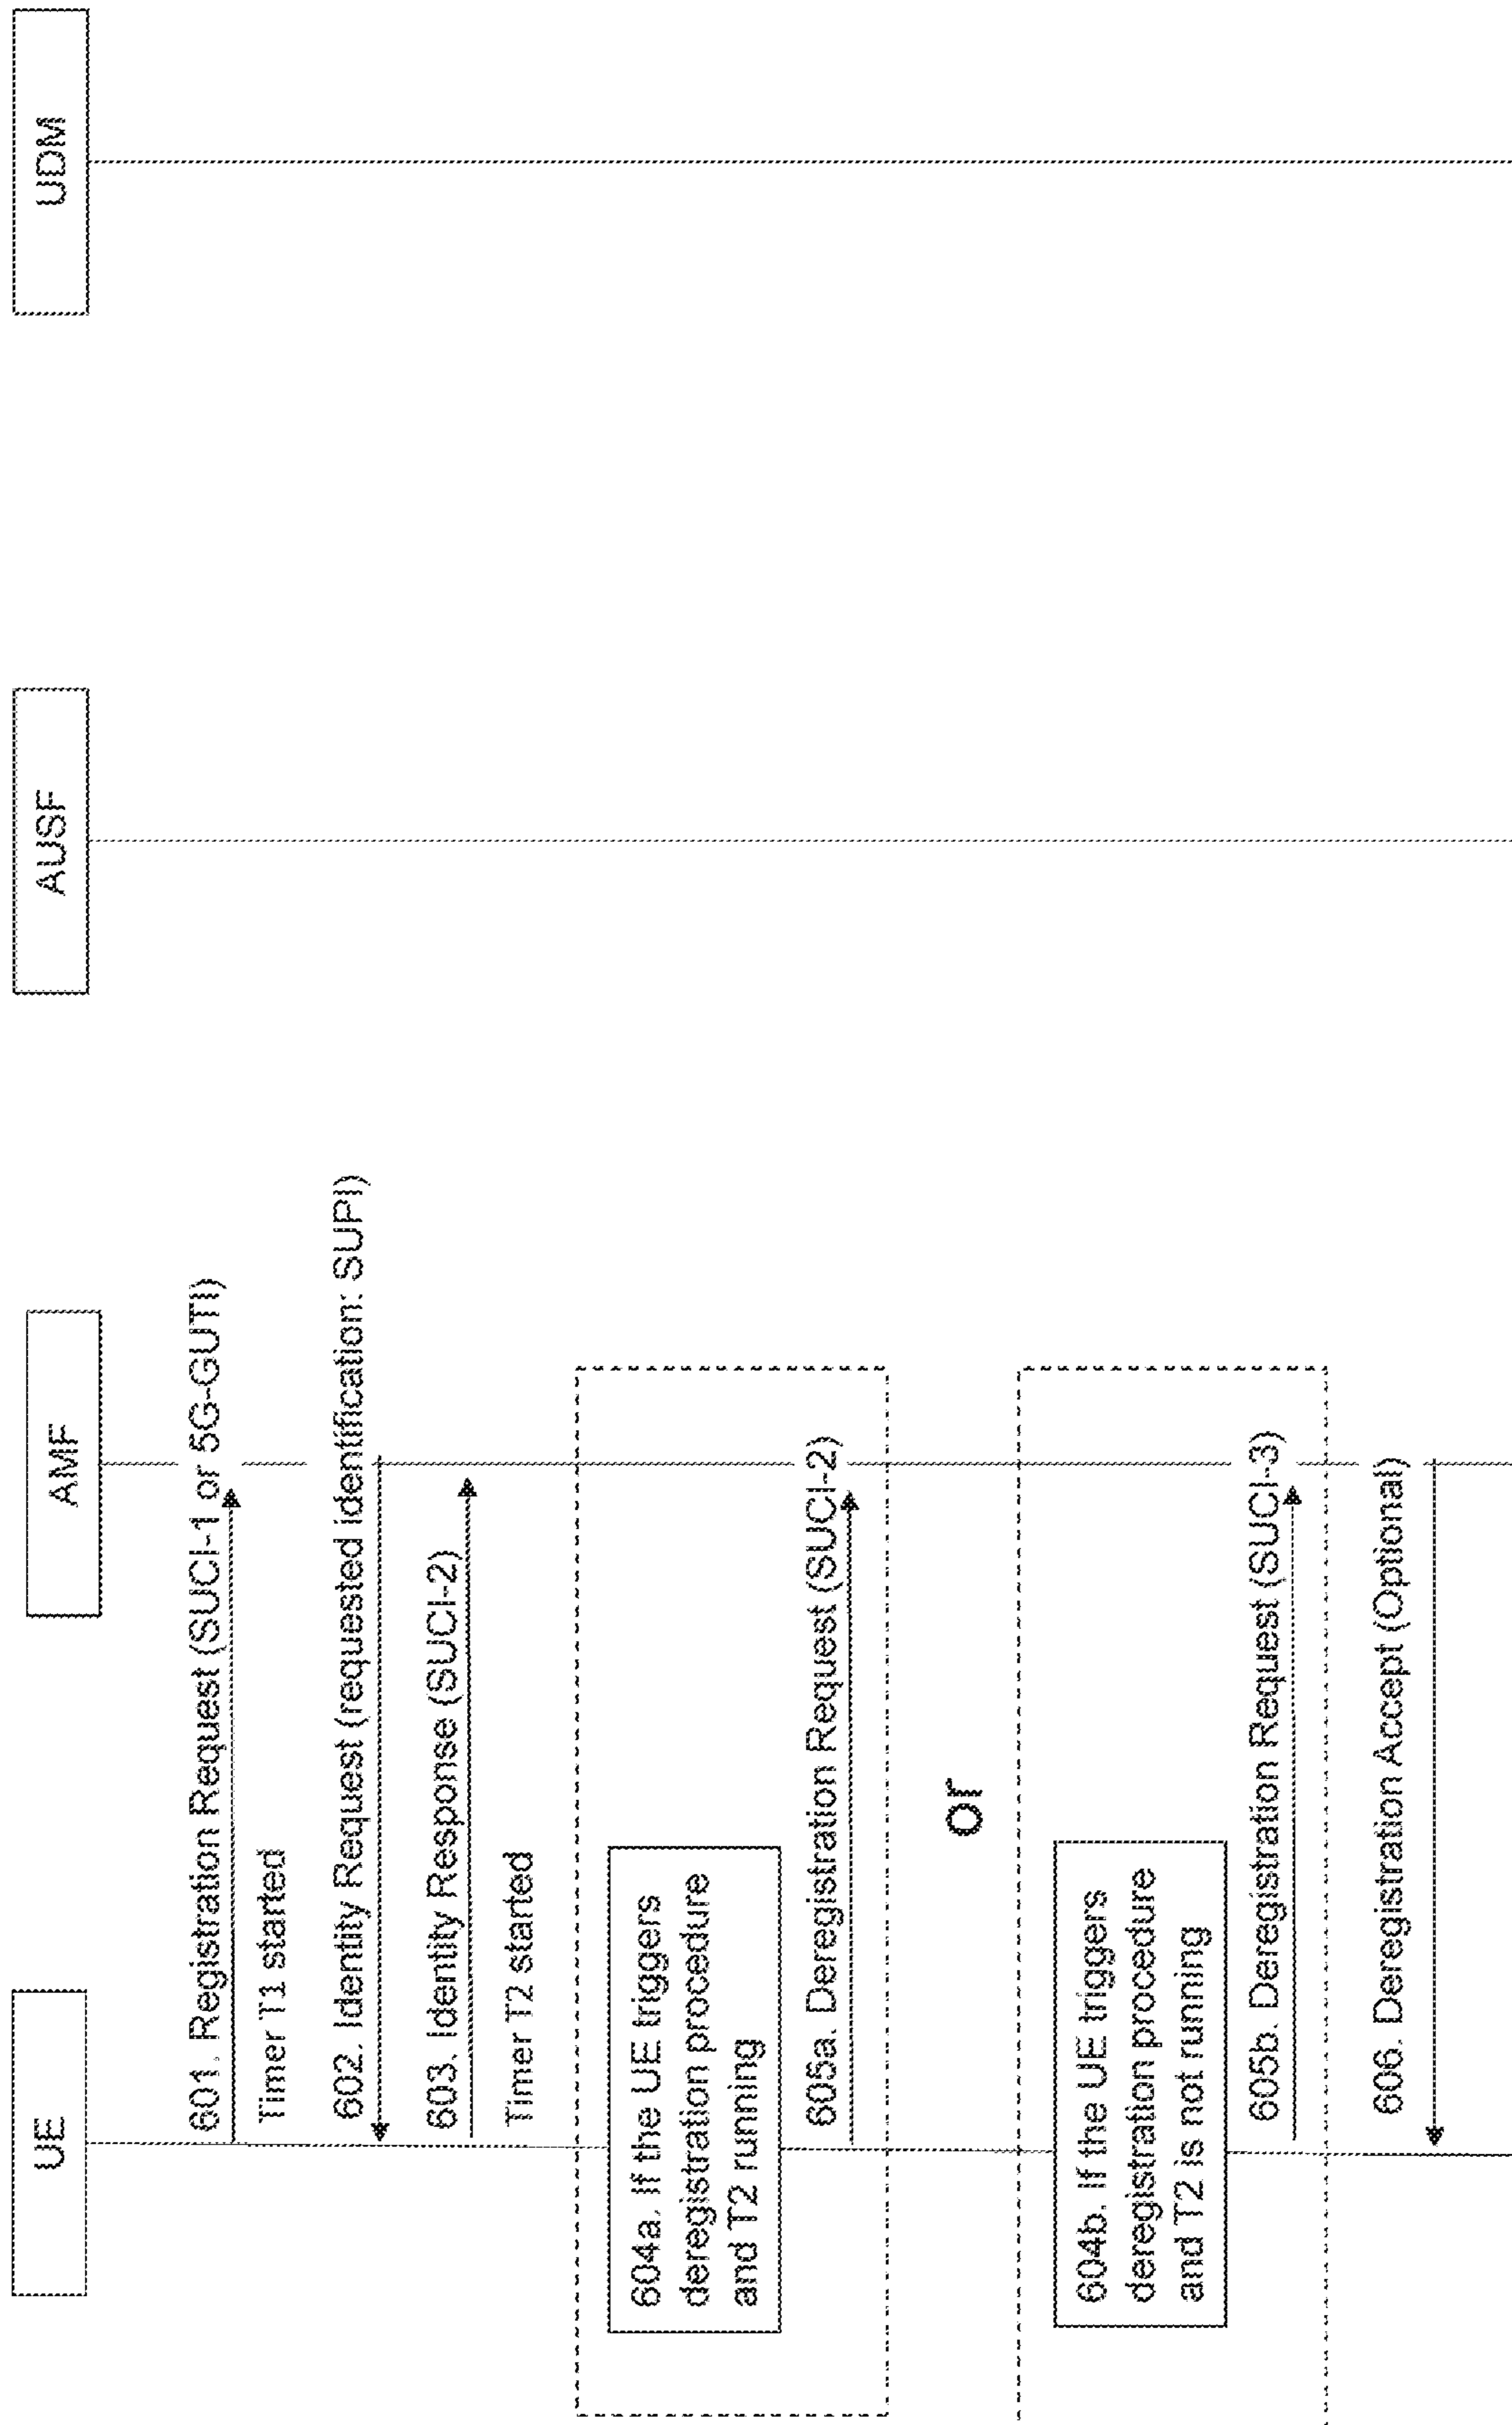 UE
AMF
AUSF
UDM
601. Registration Request (SUCI-1 or 5G-GUTI)
Timer T1 started
602. Identity Request (requested identification: SUPI)
603. Identity Response (SUCI-2)
Timer T2 started
604a. If the UE triggers
deregistration procedure
and T2 running
605a. Deregistration Request (SUCI-2)
or
604b. If the UE triggers
deregistration procedure
and T2 is not running
605b. Deregistration Request (SUCI-3)
606. Deregistration Accept (Optional)